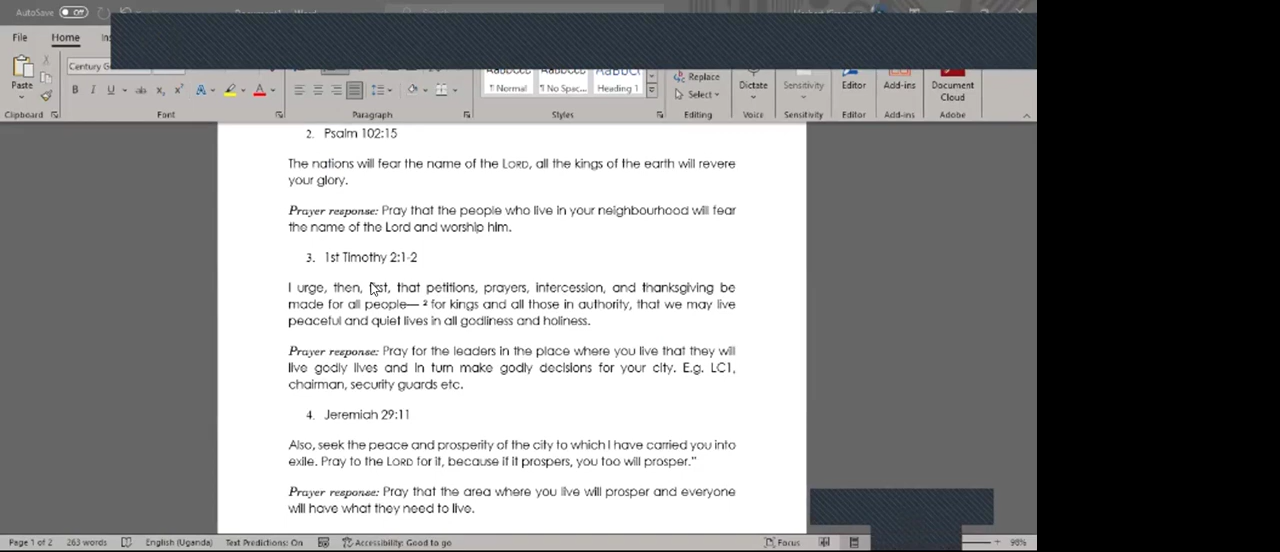 AutoSave Off
File Home
Century G
Replace
Paste
B I U ab x x A A
Normal No Spac... Heading 1
Select
Dictate Sensitivity Editor Add-ins Document Cloud
Clipboard Font Paragraph Styles Editing Voice Sensitivity Editor Add-ins Adobe
2. Psalm 102:15
The nations will fear the name of the LORD, all the kings of the earth will revere
your glory.
Prayer response: Pray that the people who live in your neighbourhood will fear
the name of the Lord and worship him.
3. 1st Timothy 2:1-2
I urge, then, that petitions, prayers, intercession, and thanksgiving be
made for all people— ² for kings and all those in authority, that we may live
peaceful and quiet lives in all godliness and holiness.
Prayer response: Pray for the leaders in the place where you live that they will
live godly lives and in turn make godly decisions for your city. E.g. LC1,
chairman, security guards etc.
4. Jeremiah 29:11
Also, seek the peace and prosperity of the city to which I have carried you into
exile. Pray to the LORD for it, because if it prospers, you too will prosper.”
Prayer response: Pray that the area where you live will prosper and everyone
will have what they need to live.
Page 1 of 2 263 words English (Uganda) Text Predictions: On Accessibility: Good to go Focus 98%